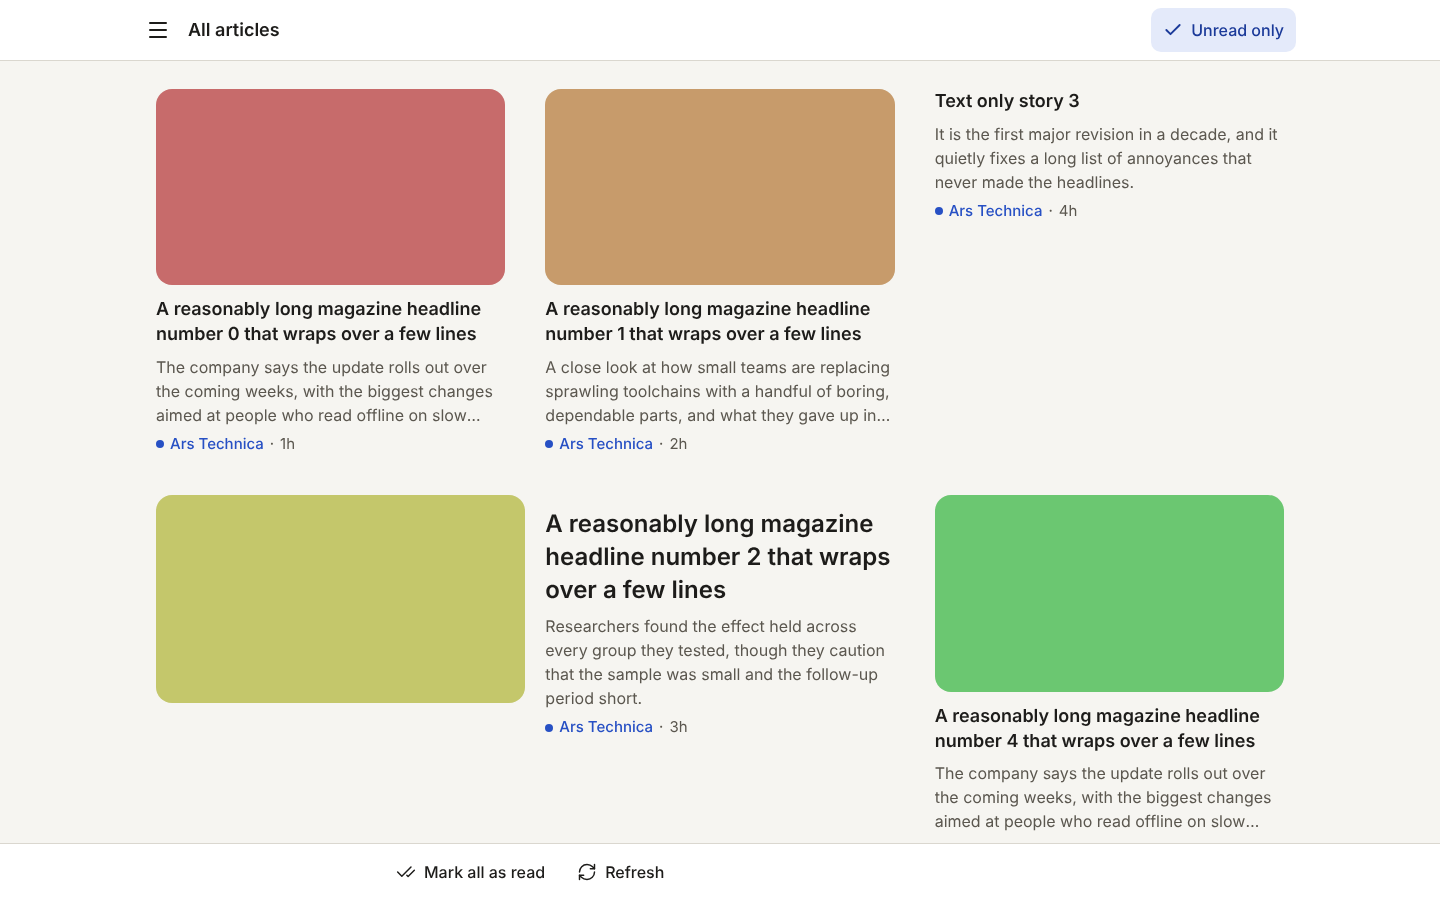 All articles
Unread only
A reasonably long magazine headline
number 0 that wraps over a few lines
The company says the update rolls out over
the coming weeks, with the biggest changes
aimed at people who read offline on slow…
Ars Technica · 1h
A reasonably long magazine headline
number 1 that wraps over a few lines
A close look at how small teams are replacing
sprawling toolchains with a handful of boring,
dependable parts, and what they gave up in…
Ars Technica · 2h
Text only story 3
It is the first major revision in a decade, and it
quietly fixes a long list of annoyances that
never made the headlines.
Ars Technica · 4h
A reasonably long magazine
headline number 2 that wraps
over a few lines
Researchers found the effect held across
every group they tested, though they caution
that the sample was small and the follow-up
period short.
Ars Technica · 3h
A reasonably long magazine headline
number 4 that wraps over a few lines
The company says the update rolls out over
the coming weeks, with the biggest changes
aimed at people who read offline on slow…
Mark all as read
Refresh